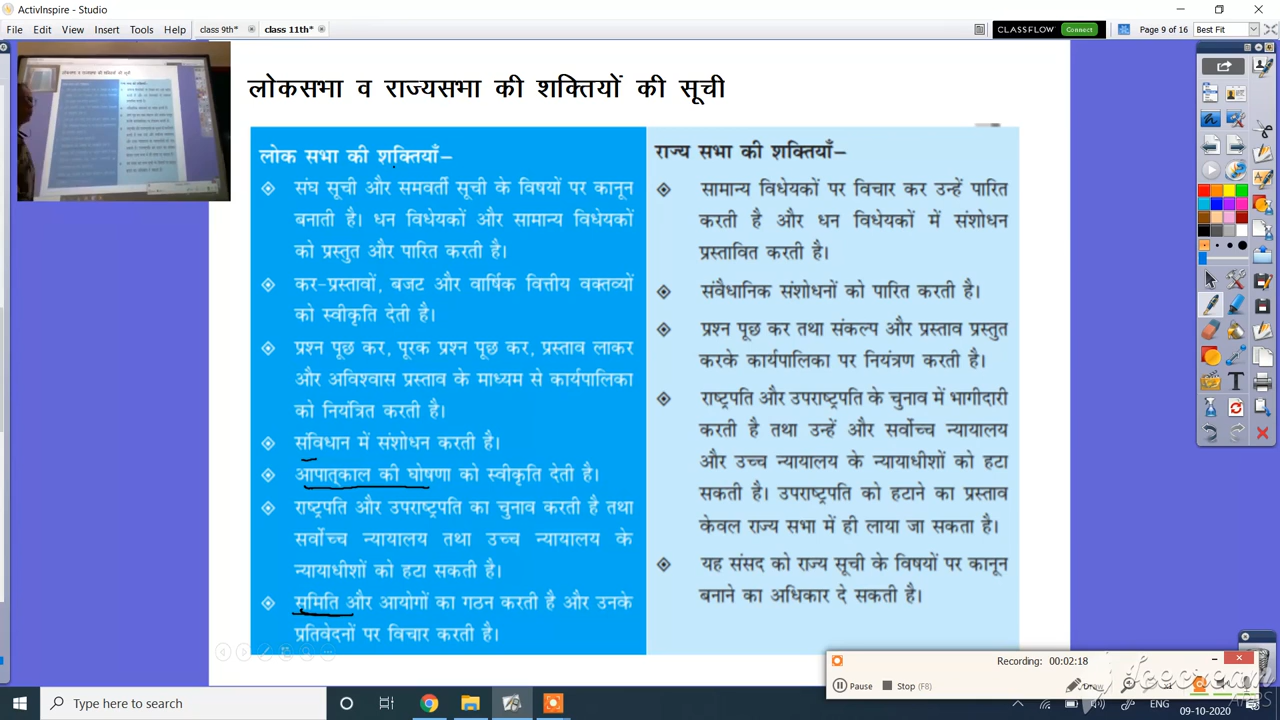 ActivInspire - Studio
File Edit View Insert Tools Help
class 9th*
class 11th*
CLASSFLOW Connect
Page 9 of 16
Best Fit
लोकसभा व राज्यसभा की शक्तियों की सूची
लोक सभा की शक्तियाँ–
संघ सूची और समवर्ती सूची के विषयों पर कानून
बनाती है। धन विधेयकों और सामान्य विधेयकों
को प्रस्तुत और पारित करती है।
कर-प्रस्तावों, बजट और वार्षिक वित्तीय वक्तव्यों
को स्वीकृति देती है।
प्रश्न पूछ कर, पूरक प्रश्न पूछ कर, प्रस्ताव लाकर
और अविश्वास प्रस्ताव के माध्यम से कार्यपालिका
को नियंत्रित करती है।
संविधान में संशोधन करती है।
आपात्काल की घोषणा को स्वीकृति देती है।
राष्ट्रपति और उपराष्ट्रपति का चुनाव करती है तथा
सर्वोच्च न्यायालय तथा उच्च न्यायालय के
न्यायाधीशों को हटा सकती है।
समिति और आयोगों का गठन करती है और उनके
प्रतिवेदनों पर विचार करती है।
राज्य सभा की शक्तियाँ–
सामान्य विधेयकों पर विचार कर उन्हें पारित
करती है और धन विधेयकों में संशोधन
प्रस्तावित करती है।
संवैधानिक संशोधनों को पारित करती है।
प्रश्न पूछ कर तथा संकल्प और प्रस्ताव प्रस्तुत
करके कार्यपालिका पर नियंत्रण करती है।
राष्ट्रपति और उपराष्ट्रपति के चुनाव में भागीदारी
करती है तथा उन्हें और सर्वोच्च न्यायालय
और उच्च न्यायालय के न्यायाधीशों को हटा
सकती है। उपराष्ट्रपति को हटाने का प्रस्ताव
केवल राज्य सभा में ही लाया जा सकता है।
यह संसद को राज्य सूची के विषयों पर कानून
बनाने का अधिकार दे सकती है।
Recording: 00:02:18
Pause Stop (F8) Draw
Type here to search
ENG
09-10-2020